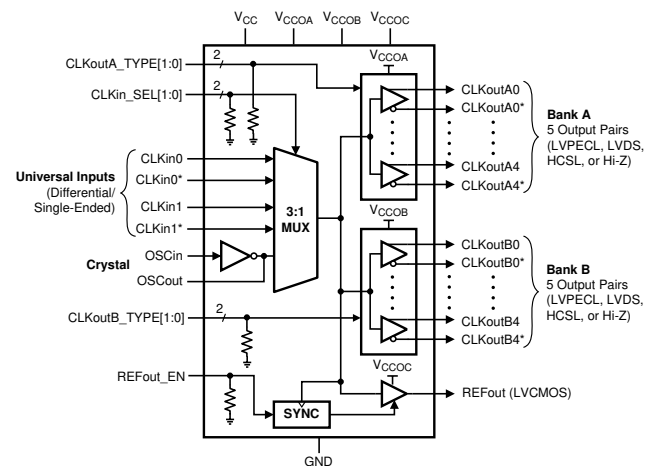 VCC VCCOA VCCOB VCCOC
CLKoutA_TYPE[1:0]
2
VCCOA
CLKoutA0
CLKin_SEL[1:0]
2
CLKoutA0*
Bank A
5 Output Pairs
(LVPECL, LVDS,
HCSL, or Hi-Z)
CLKoutA4
CLKoutA4*
Universal Inputs
(Differential/
Single-Ended)
CLKin0
CLKin0*
CLKin1
CLKin1*
3:1
MUX
VCCOB
Crystal
OSCin
OSCout
CLKoutB0
CLKoutB0*
Bank B
5 Output Pairs
(LVPECL, LVDS,
HCSL, or Hi-Z)
CLKoutB_TYPE[1:0]
2
CLKoutB4
CLKoutB4*
REFout_EN
VCCOC
SYNC
REFout (LVCMOS)
GND